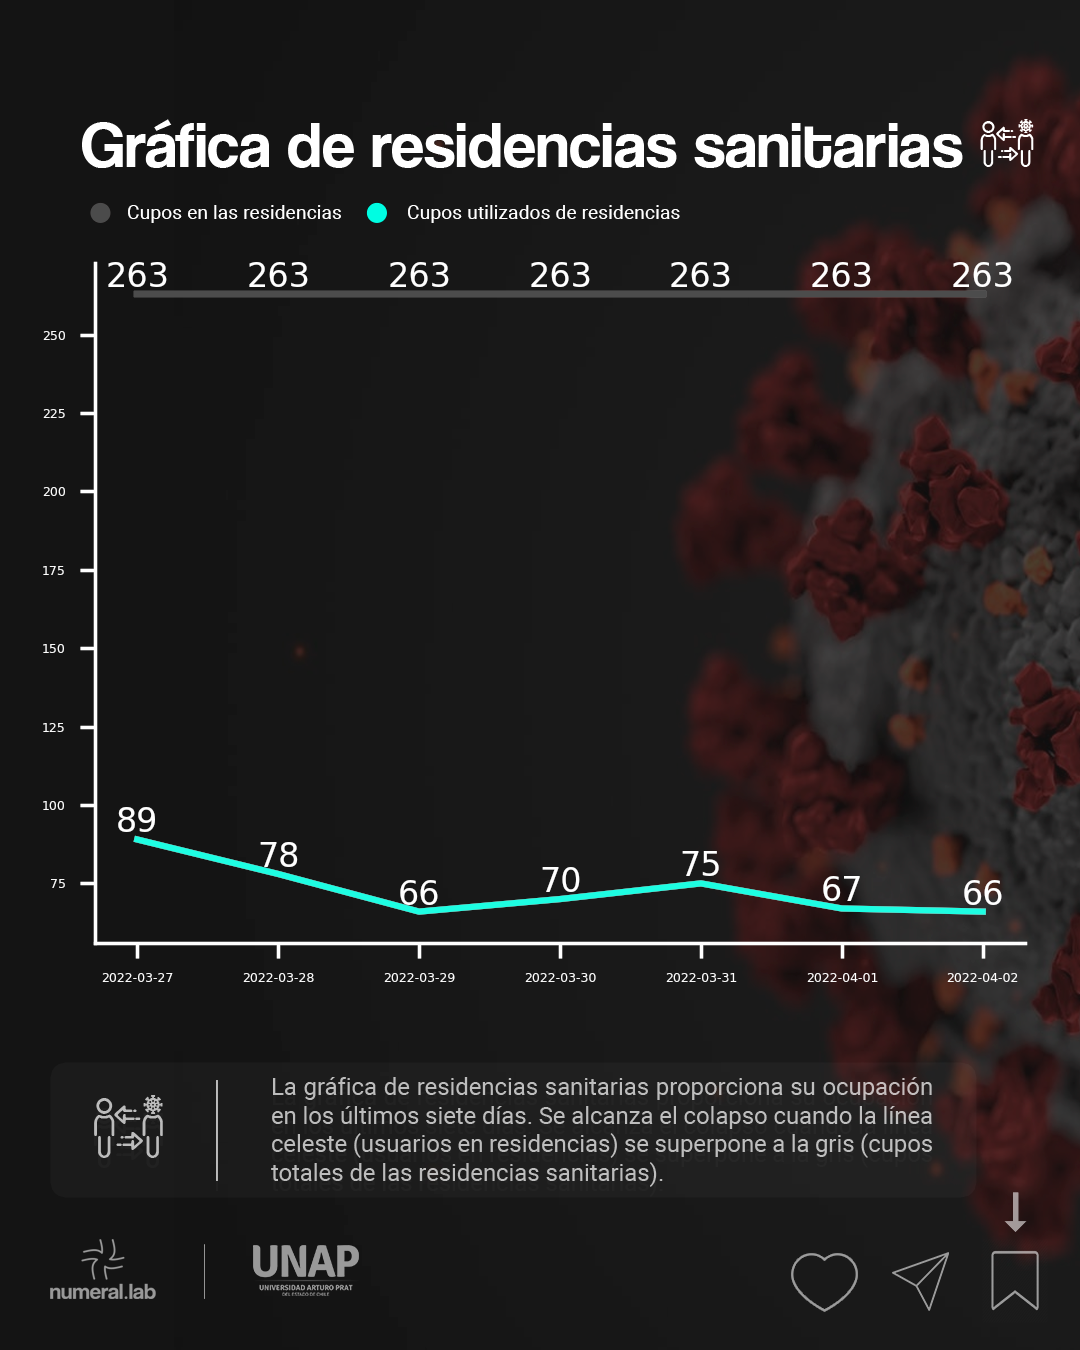 Gráfica de residencias sanitarias
Cupos en las residencias Cupos utilizados de residencias
263 263 263 263 263 263 263
250
225
200
175
150
125
100
75
89 78 66 70 75 67 66
2022-03-27 2022-03-28 2022-03-29 2022-03-30 2022-03-31 2022-04-01 2022-04-02
La gráfica de residencias sanitarias proporciona su ocupación
en los últimos siete días. Se alcanza el colapso cuando la línea
celeste (usuarios en residencias) se superpone a la gris (cupos
totales de las residencias sanitarias).
numeral.lab
UNAP
UNIVERSIDAD ARTURO PRAT
DEL ESTADO DE CHILE